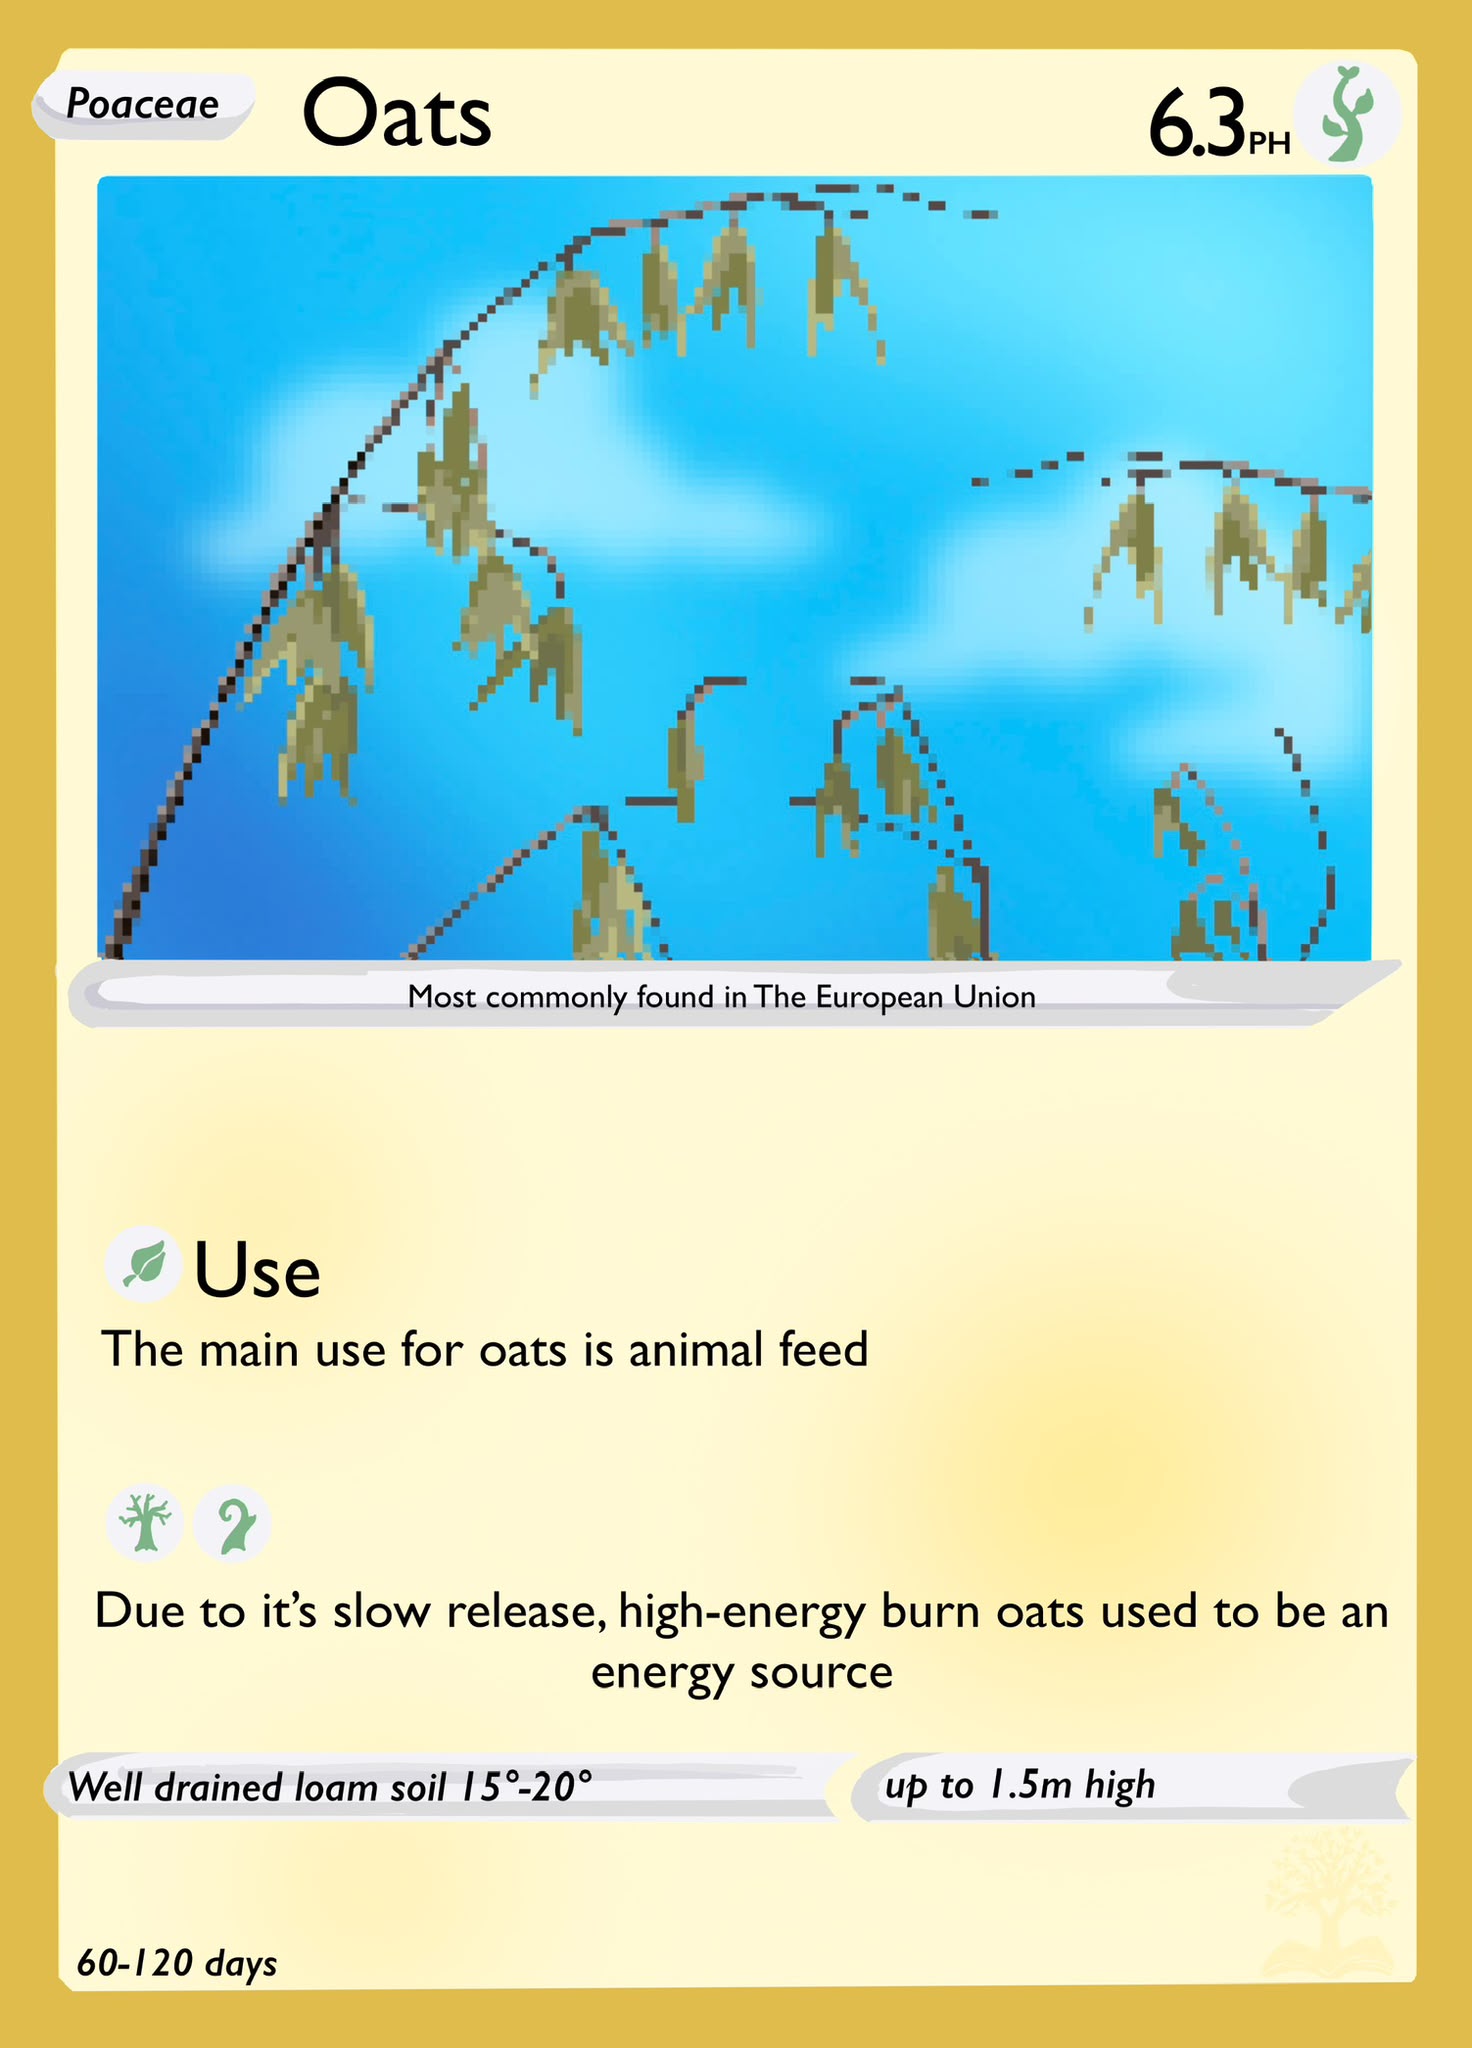 Poaceae
Oats
6.3PH
Most commonly found in The European Union
Use
The main use for oats is animal feed
Due to it’s slow release, high-energy burn oats used to be an
energy source
Well drained loam soil 15°-20°
up to 1.5m high
60-120 days